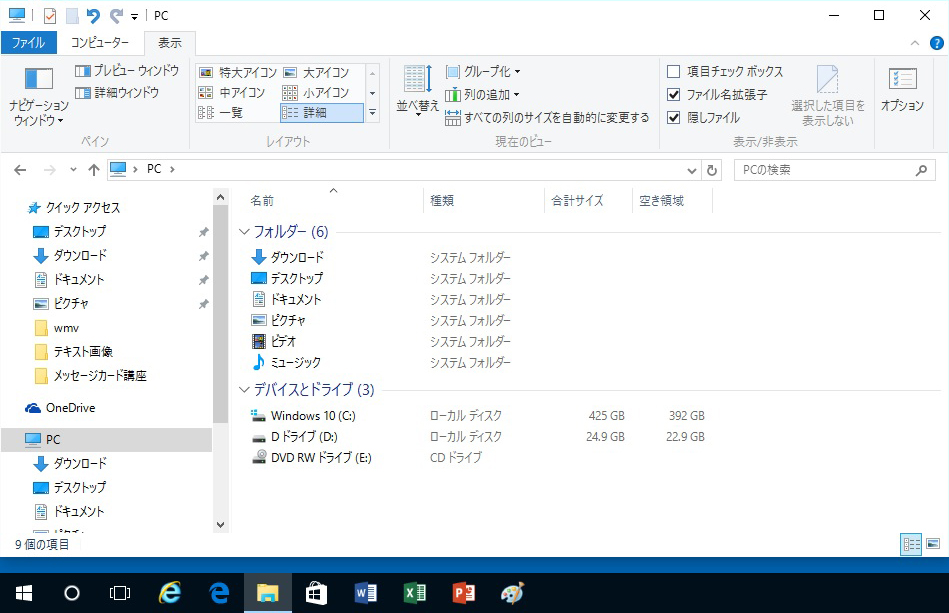 PC
ファイル コンピューター 表示
ナビゲーション
ウィンドウ
プレビュー ウィンドウ
詳細ウィンドウ
ペイン
特大アイコン 大アイコン
中アイコン 小アイコン
一覧 詳細
レイアウト
並べ替え
グループ化
列の追加
すべての列のサイズを自動的に変更する
現在のビュー
項目チェック ボックス
ファイル名拡張子
隠しファイル
選択した項目を
表示しない
表示/非表示
オプション
PC
PCの検索
クイック アクセス
デスクトップ
ダウンロード
ドキュメント
ピクチャ
wmv
テキスト画像
メッセージカード講座
OneDrive
PC
ダウンロード
デスクトップ
ドキュメント
ピクチャ
名前 種類 合計サイズ 空き領域
フォルダー (6)
ダウンロード システム フォルダー
デスクトップ システム フォルダー
ドキュメント システム フォルダー
ピクチャ システム フォルダー
ビデオ システム フォルダー
ミュージック システム フォルダー
デバイスとドライブ (3)
Windows 10 (C:) ローカル ディスク 425 GB 392 GB
D ドライブ (D:) ローカル ディスク 24.9 GB 22.9 GB
DVD RW ドライブ (E:) CD ドライブ
9 個の項目